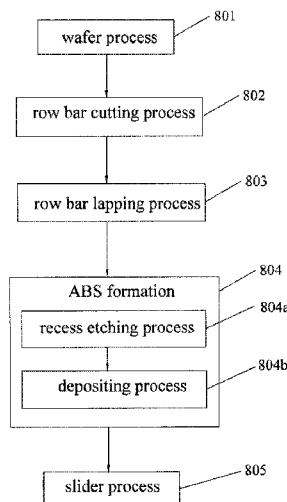 801
wafer process
802
row bar cutting process
803
row bar lapping process
804
ABS formation
804a
recess etching process
804b
depositing process
805
slider process